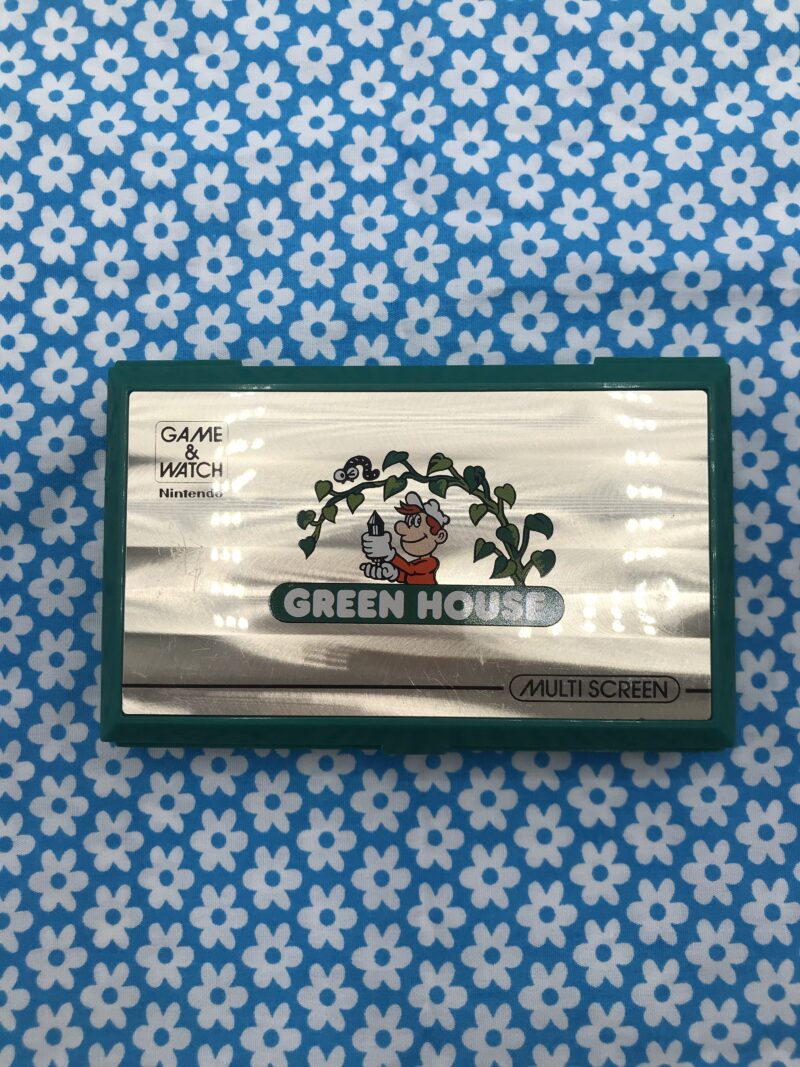 GAME
&
WATCH
Nintendo
GREEN HOUSE
MULTI SCREEN